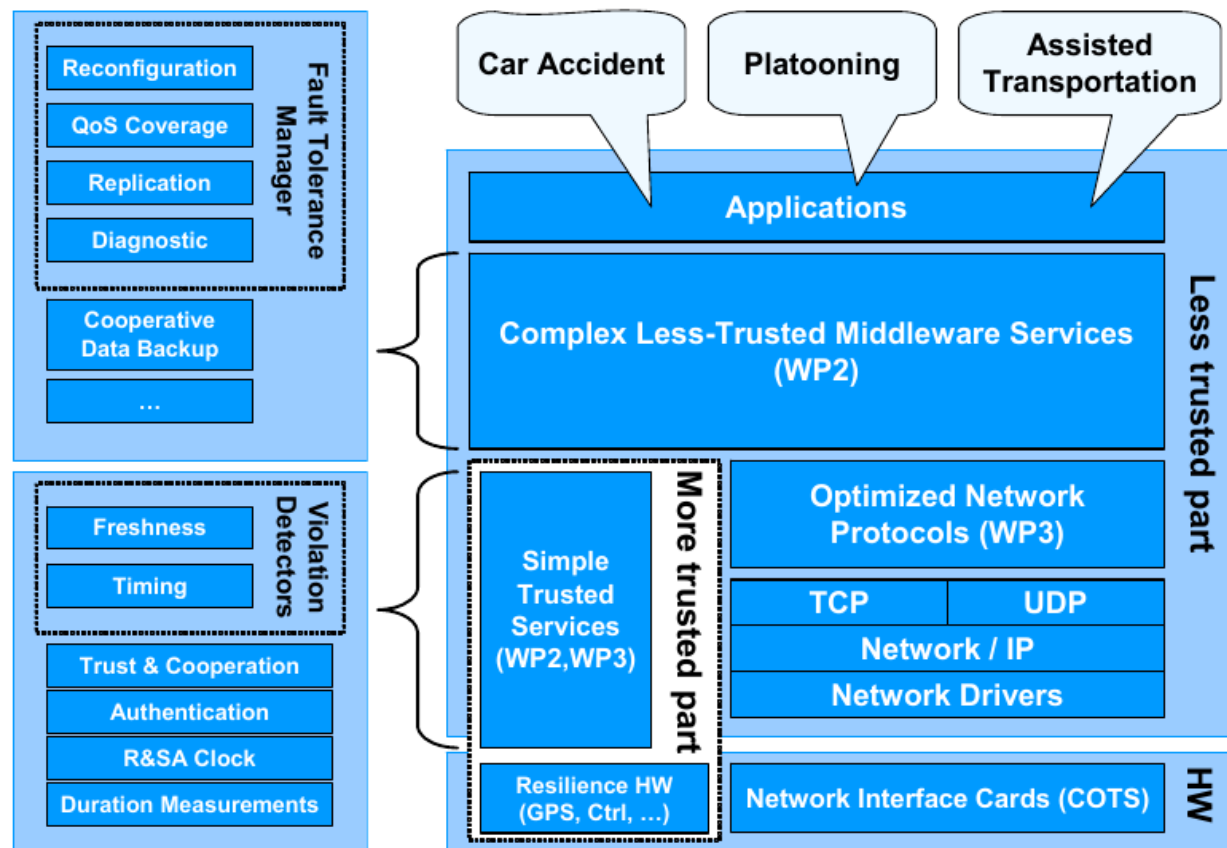 Reconfiguration
QoS Coverage
Replication
Diagnostic
Fault Tolerance
Manager
Cooperative
Data Backup
...
Freshness
Timing
Violation
Detectors
Trust & Cooperation
Authentication
R&SA Clock
Duration Measurements
Car Accident
Platooning
Assisted
Transportation
Applications
Complex Less-Trusted Middleware Services
(WP2)
Less trusted part
Simple
Trusted
Services
(WP2,WP3)
More trusted part
Optimized Network
Protocols (WP3)
TCP
UDP
Network / IP
Network Drivers
Resilience HW
(GPS, Ctrl, ...)
Network Interface Cards (COTS)
HW